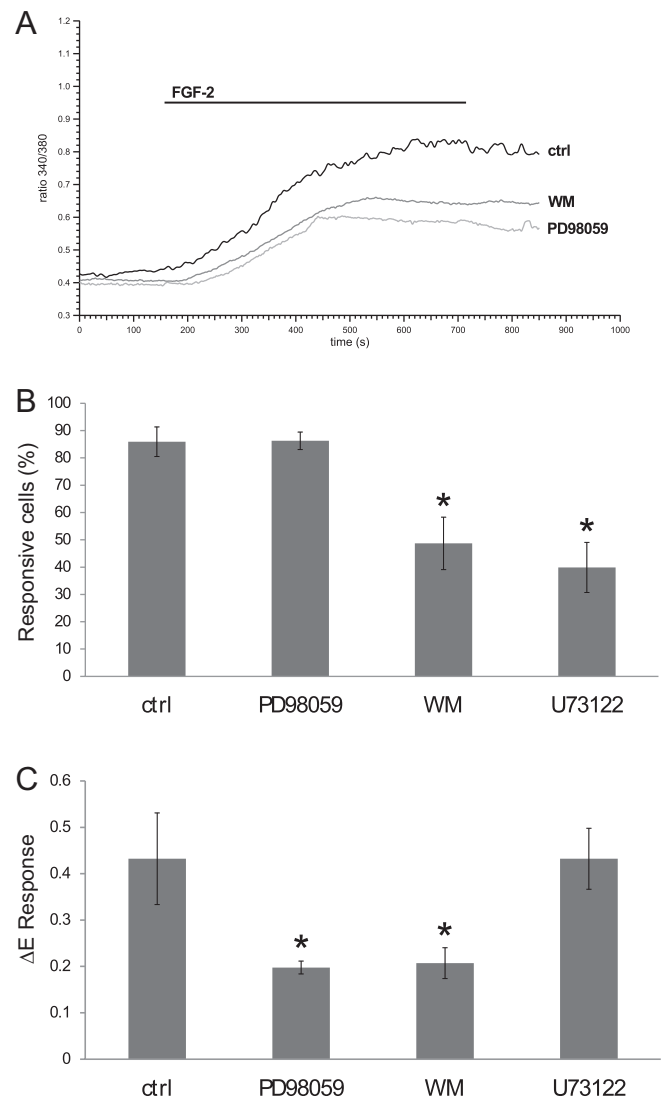 A
1.2
1.1
1.0
0.9
0.8
0.7
0.6
0.5
0.4
0.3
ratio 340/380
FGF-2
ctrl
WM
PD98059
0 100 200 300 400 500 600 700 800 900 1000
time (s)
B
100
90
80
70
60
50
40
30
20
10
0
Responsive cells (%)
* *
ctrl PD98059 WM U73122
C
0.6
0.5
0.4
0.3
0.2
0.1
0
ΔE Response
* *
ctrl PD98059 WM U73122